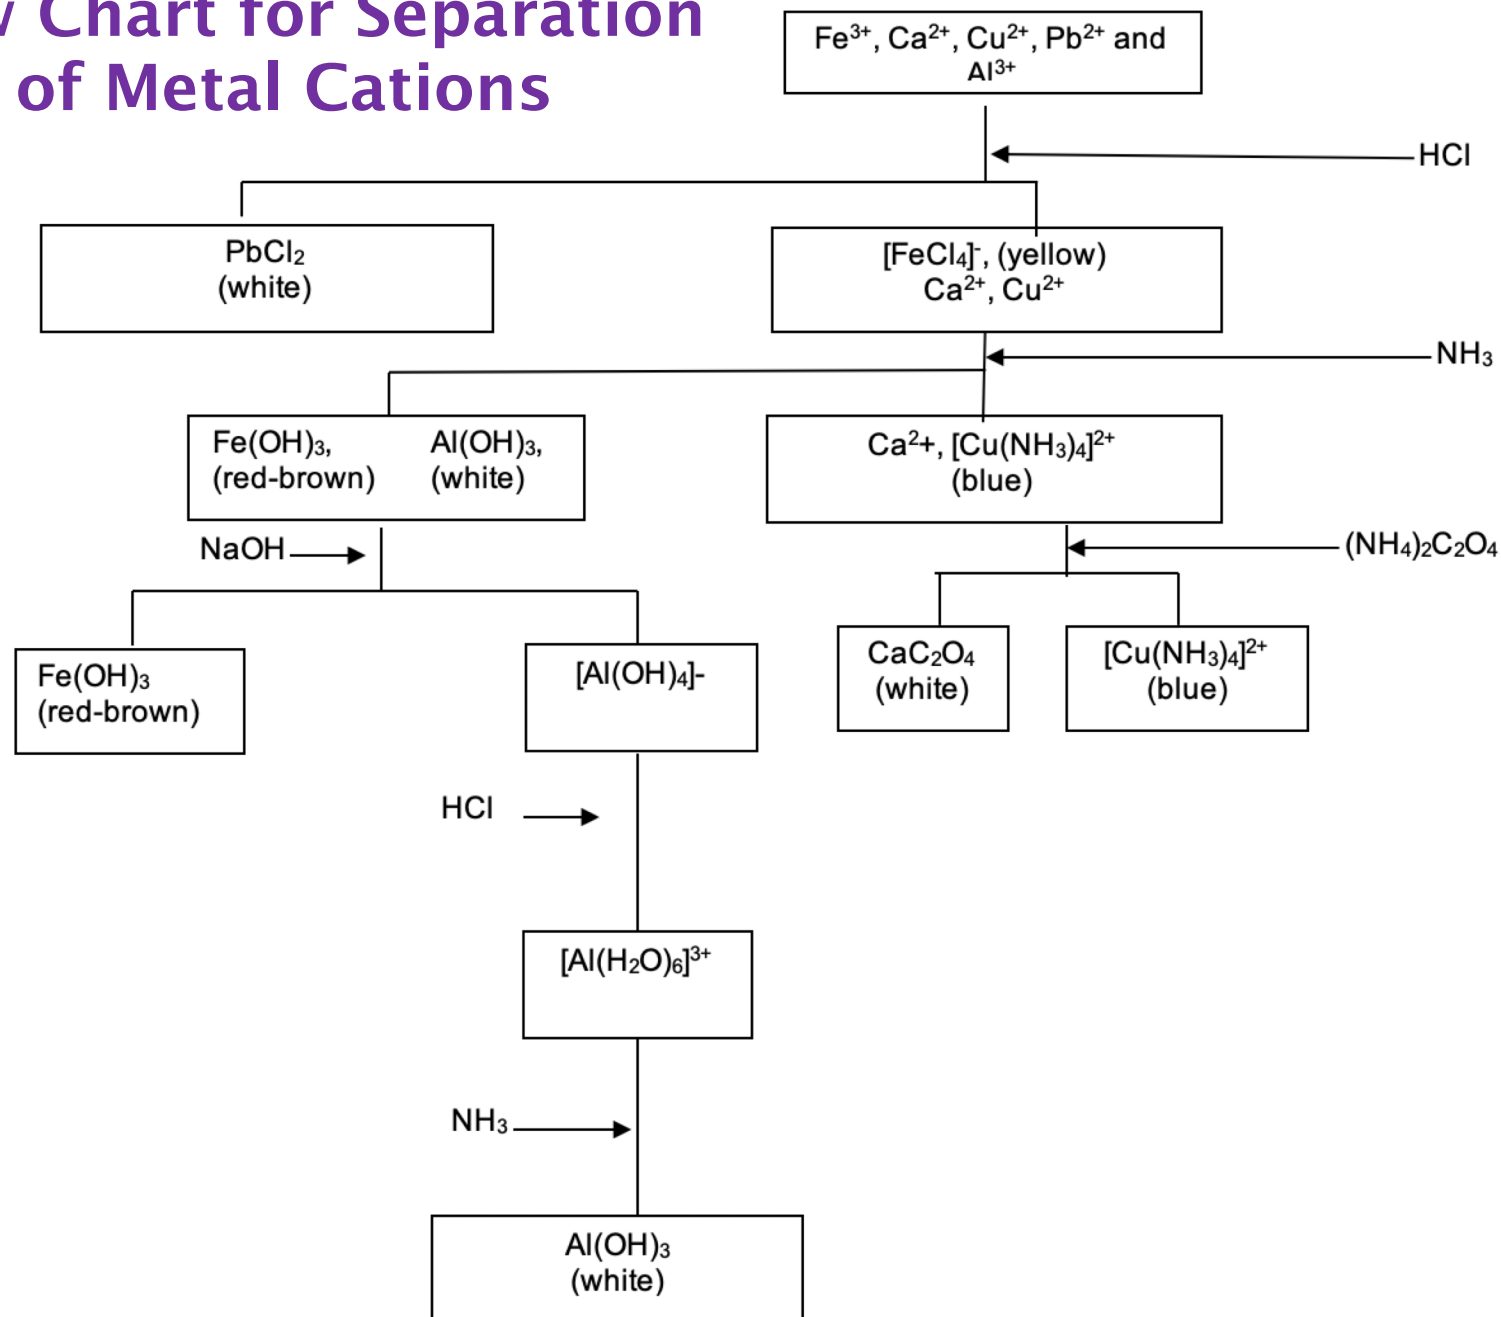 Chart for Separation
of Metal Cations
Fe³⁺, Ca²⁺, Cu²⁺, Pb²⁺ and
Al³⁺
HCl
PbCl₂
(white)
[FeCl₄]⁻, (yellow)
Ca²⁺, Cu²⁺
NH₃
Fe(OH)₃, Al(OH)₃,
(red-brown) (white)
Ca²+, [Cu(NH₃)₄]²⁺
(blue)
NaOH
(NH₄)₂C₂O₄
Fe(OH)₃
(red-brown)
[Al(OH)₄]-
CaC₂O₄
(white)
[Cu(NH₃)₄]²⁺
(blue)
HCl
[Al(H₂O)₆]³⁺
NH₃
Al(OH)₃
(white)